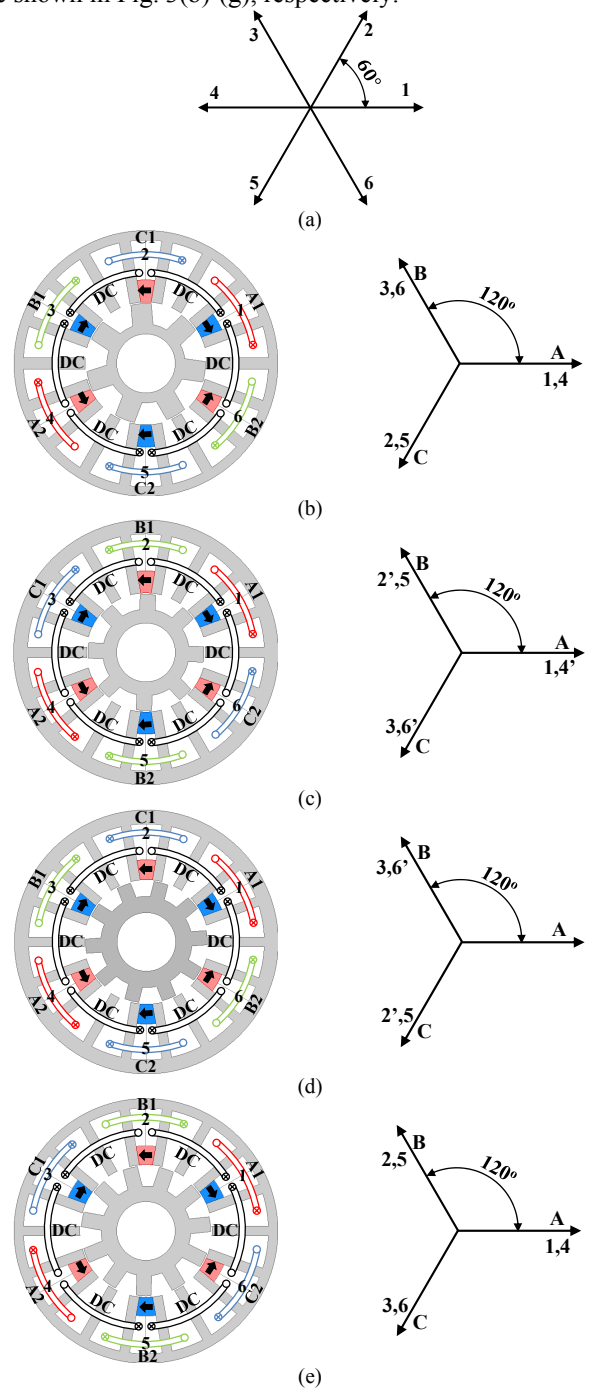 shown in Fig. 3(b)-(g), respectively.
3
2
60°
4
1
5
6
(a)
C1
2
DC
DC
B1
3
A1
1
DC
DC
4
A2
6
B2
DC
DC
5
C2
3,6
B
120°
A
1,4
2,5
C
(b)
B1
2
DC
DC
C1
3
A1
1
DC
DC
4
A2
6
C2
DC
DC
5
B2
B
2',5
120°
A
1,4'
3,6'
C
(c)
C1
2
DC
DC
B1
3
A1
1
DC
DC
4
A2
6
B2
DC
DC
5
C2
3,6'
B
120°
A
2',5
C
(d)
B1
2
DC
DC
C1
3
A1
1
DC
DC
4
A2
6
C2
DC
DC
5
B2
2,5
B
120°
A
1,4
3,6
C
(e)